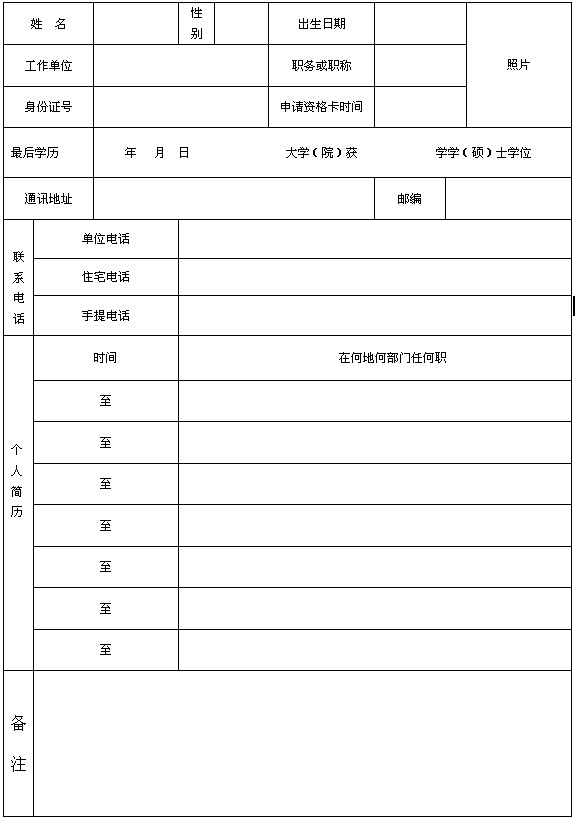 姓 名
性别
出生日期
照片
工作单位
职务或职称
身份证号
申请资格卡时间
最后学历 年 月 日 大学（院）获 学学（硕）士学位
通讯地址
邮编
联系电话
单位电话
住宅电话
手提电话
个人简历
时间
在何地何部门任何职
至
至
至
至
至
至
至
备注